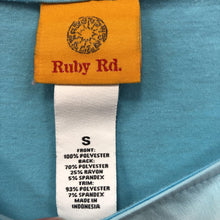 Ruby Rd.
S
FRONT:
100% POLYESTER
BACK:
70% POLYESTER
25% RAYON
5% SPANDEX
TRIM:
93% POLYESTER
7% SPANDEX
MADE IN
INDONESIA